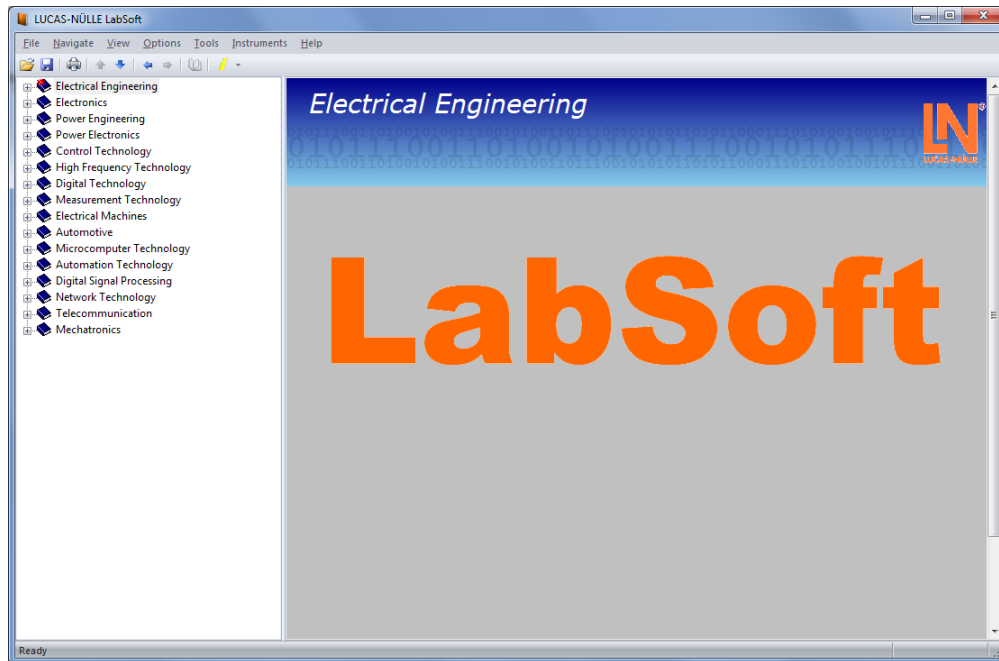 LUCAS-NÜLLE LabSoft
File Navigate View Options Tools Instruments Help
Electrical Engineering
Electronics
Power Engineering
Power Electronics
Control Technology
High Frequency Technology
Digital Technology
Measurement Technology
Electrical Machines
Automotive
Microcomputer Technology
Automation Technology
Digital Signal Processing
Network Technology
Telecommunication
Mechatronics
Electrical Engineering
LN®
LUCAS-NÜLLE
LabSoft
Ready